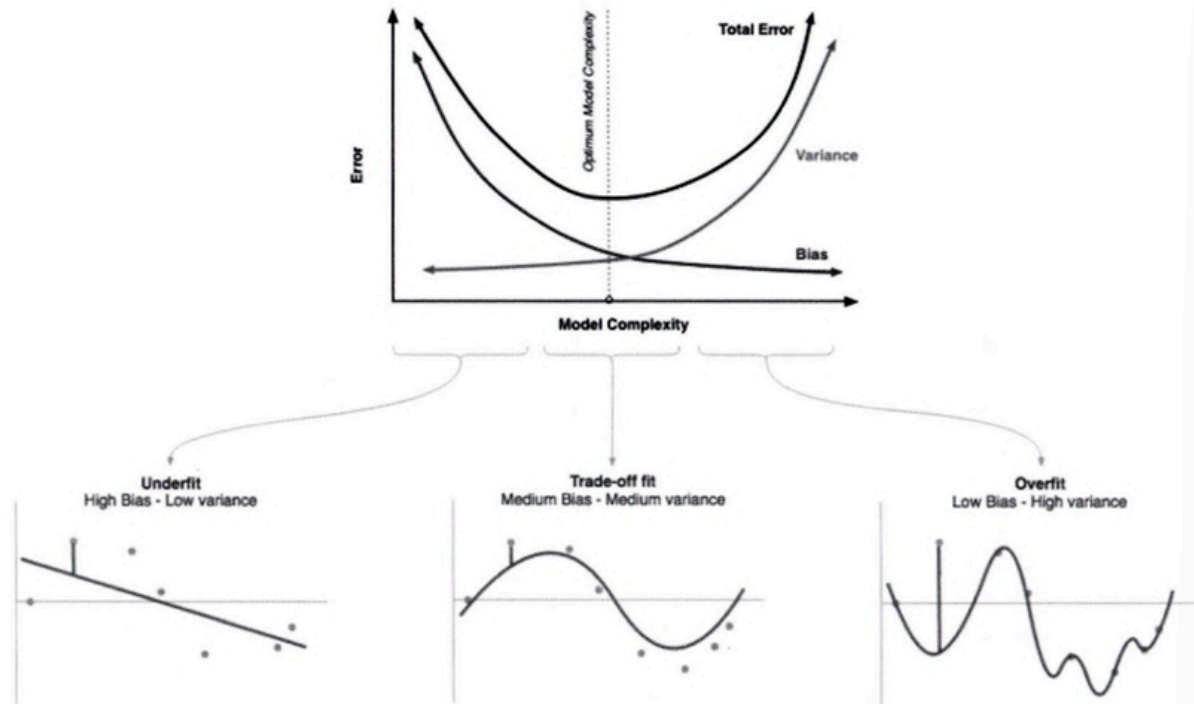 Total Error
Optimum Model Complexity
Variance
Error
Bias
Model Complexity
Underfit
High Bias - Low variance
Trade-off fit
Medium Bias - Medium variance
Overfit
Low Bias - High variance